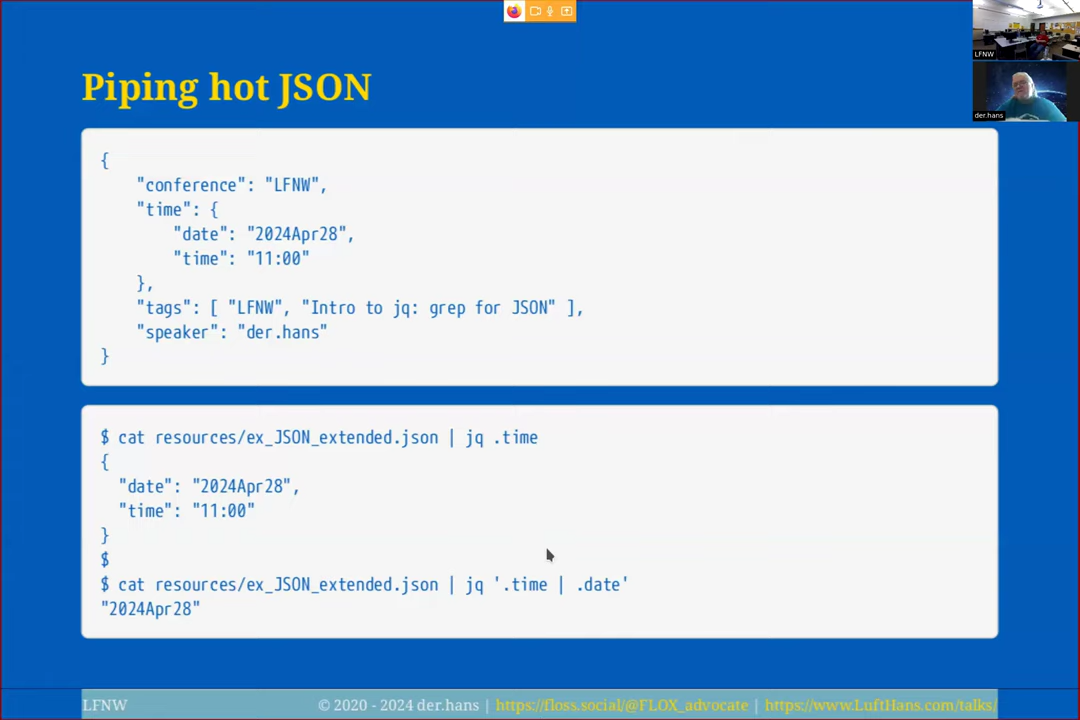 LFNW
der.hans
Piping hot JSON
{
    "conference": "LFNW",
    "time": {
        "date": "2024Apr28",
        "time": "11:00"
    },
    "tags": [ "LFNW", "Intro to jq: grep for JSON" ],
    "speaker": "der.hans"
}
$ cat resources/ex_JSON_extended.json | jq .time
{
  "date": "2024Apr28",
  "time": "11:00"
}
$
$ cat resources/ex_JSON_extended.json | jq '.time | .date'
"2024Apr28"
LFNW © 2020 - 2024 der.hans | https://floss.social/@FLOX_advocate | https://www.LuftHans.com/talks/